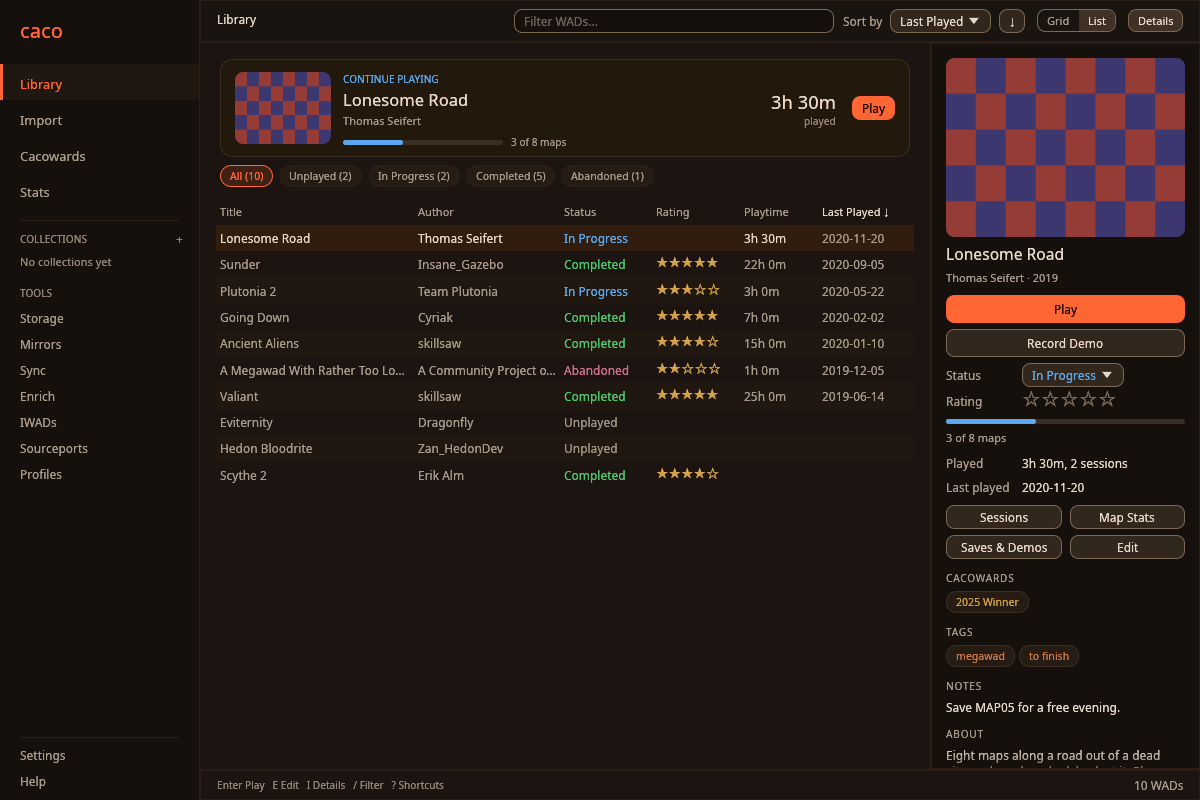 caco
Library
Import
Cacowards
Stats
COLLECTIONS +
No collections yet
TOOLS
Storage
Mirrors
Sync
Enrich
IWADs
Sourceports
Profiles
Settings
Help
Library
Filter WADs...
Sort by Last Played ▼ ↓ Grid List Details
CONTINUE PLAYING
Lonesome Road
Thomas Seifert
3 of 8 maps
3h 30m
played
Play
All (10) Unplayed (2) In Progress (2) Completed (5) Abandoned (1)
Title Author Status Rating Playtime Last Played ↓
Lonesome Road Thomas Seifert In Progress 3h 30m 2020-11-20
Sunder Insane_Gazebo Completed ★★★★★ 22h 0m 2020-09-05
Plutonia 2 Team Plutonia In Progress ★★★☆☆ 3h 0m 2020-05-22
Going Down Cyriak Completed ★★★★★ 7h 0m 2020-02-02
Ancient Aliens skillsaw Completed ★★★★☆ 15h 0m 2020-01-10
A Megawad With Rather Too Lo... A Community Project o... Abandoned ★★☆☆☆ 1h 0m 2019-12-05
Valiant skillsaw Completed ★★★★★ 25h 0m 2019-06-14
Eviternity Dragonfly Unplayed
Hedon Bloodrite Zan_HedonDev Unplayed
Scythe 2 Erik Alm Completed ★★★★☆
Lonesome Road
Thomas Seifert · 2019
Play
Record Demo
Status In Progress ▼
Rating ☆☆☆☆☆
3 of 8 maps
Played 3h 30m, 2 sessions
Last played 2020-11-20
Sessions Map Stats
Saves & Demos Edit
CACOWARDS
2025 Winner
TAGS
megawad to finish
NOTES
Save MAP05 for a free evening.
ABOUT
Eight maps along a road out of a dead
Enter Play E Edit I Details / Filter ? Shortcuts
10 WADs